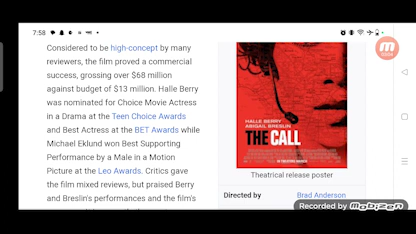 7:58
Considered to be high-concept by many
reviewers, the film proved a commercial
success, grossing over $68 million
against budget of $13 million. Halle Berry
was nominated for Choice Movie Actress
in a Drama at the Teen Choice Awards
and Best Actress at the BET Awards while
Michael Eklund won Best Supporting
Performance by a Male in a Motion
Picture at the Leo Awards. Critics gave
the film mixed reviews, but praised Berry
and Breslin's performances and the film's
HALLE BERRY
ABIGAIL BRESLIN
THE CALL
Theatrical release poster
Directed by Brad Anderson
Recorded by mobizen